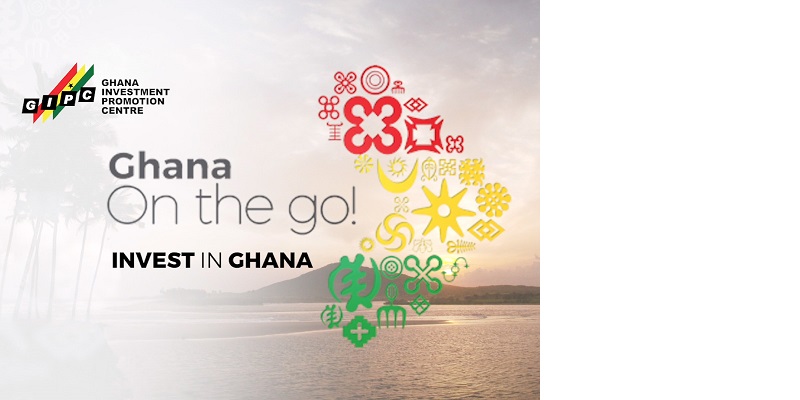 GIPC
GHANA
INVESTMENT
PROMOTION
CENTRE
Ghana
On the go!
INVEST IN GHANA